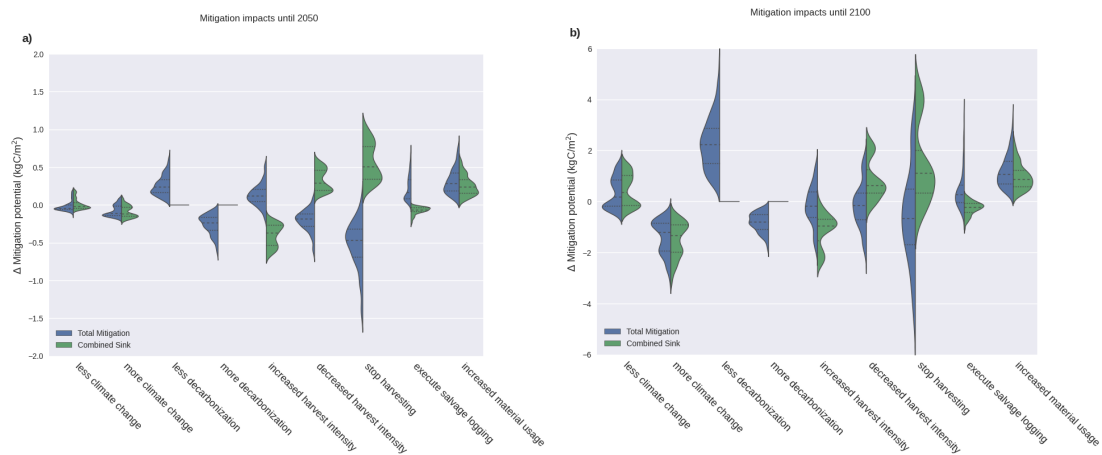 Mitigation impacts until 2050
a)
Δ Mitigation potential (kgC/m²)
2.0
1.5
1.0
0.5
0.0
−0.5
−1.0
−1.5
−2.0
Total Mitigation
Combined Sink
less climate change
more climate change
less decarbonization
more decarbonization
increased harvest intensity
decreased harvest intensity
stop harvesting
execute salvage logging
increased material usage
Mitigation impacts until 2100
b)
Δ Mitigation potential (kgC/m²)
6
4
2
0
−2
−4
−6
Total Mitigation
Combined Sink
less climate change
more climate change
less decarbonization
more decarbonization
increased harvest intensity
decreased harvest intensity
stop harvesting
execute salvage logging
increased material usage